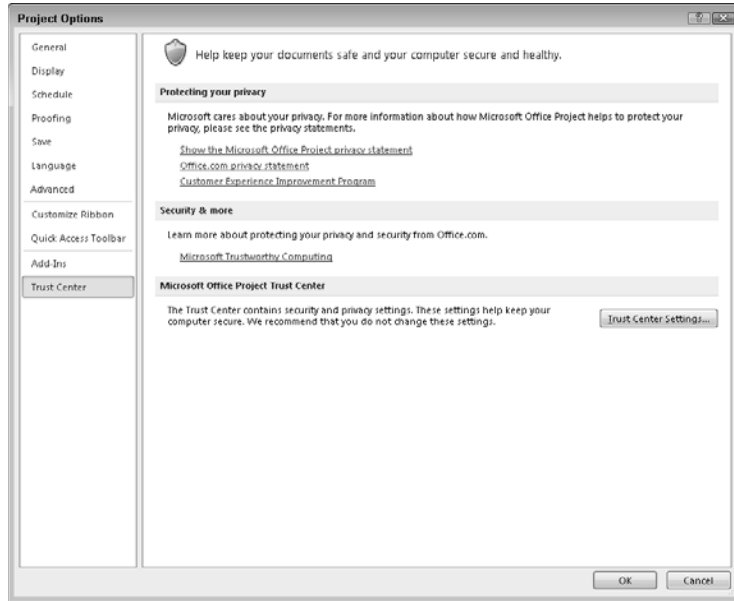 Project Options
General
Display
Schedule
Proofing
Save
Language
Advanced
Customize Ribbon
Quick Access Toolbar
Add-Ins
Trust Center
Help keep your documents safe and your computer secure and healthy.
Protecting your privacy
Microsoft cares about your privacy. For more information about how Microsoft Office Project helps to protect your
privacy, please see the privacy statements.
Show the Microsoft Office Project privacy statement
Office.com privacy statement
Customer Experience Improvement Program
Security & more
Learn more about protecting your privacy and security from Office.com.
Microsoft Trustworthy Computing
Microsoft Office Project Trust Center
The Trust Center contains security and privacy settings. These settings help keep your
computer secure. We recommend that you do not change these settings.
Trust Center Settings...
OK
Cancel